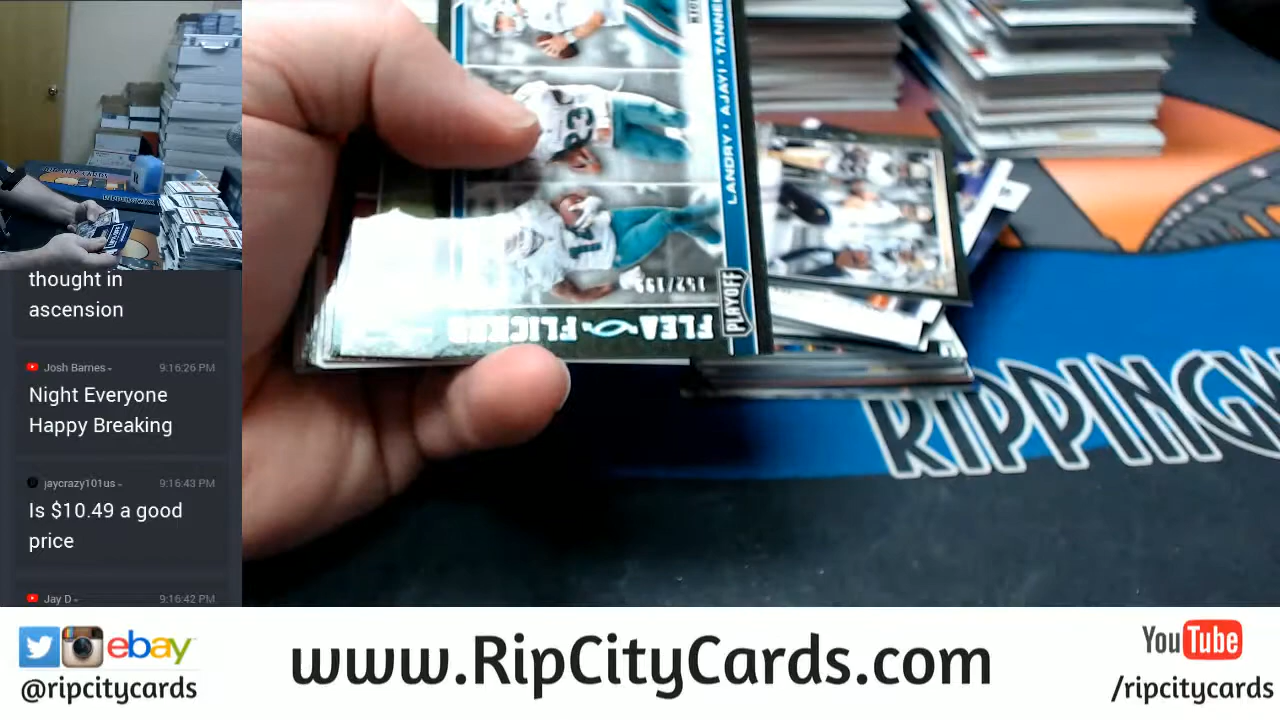 thought in
ascension
Josh Barnes
9:16:26 PM
Night Everyone
Happy Breaking
jaycrazy101us
9:16:43 PM
Is $10.49 a good
price
Jay D
9:16:42 PM
LANDRY • AJAYI •
23
14
152/199
PLAYOFF
FLEA FLICKER
RIPPING
ebay
@ripcitycards
www.RipCityCards.com
YouTube
/ripcitycards